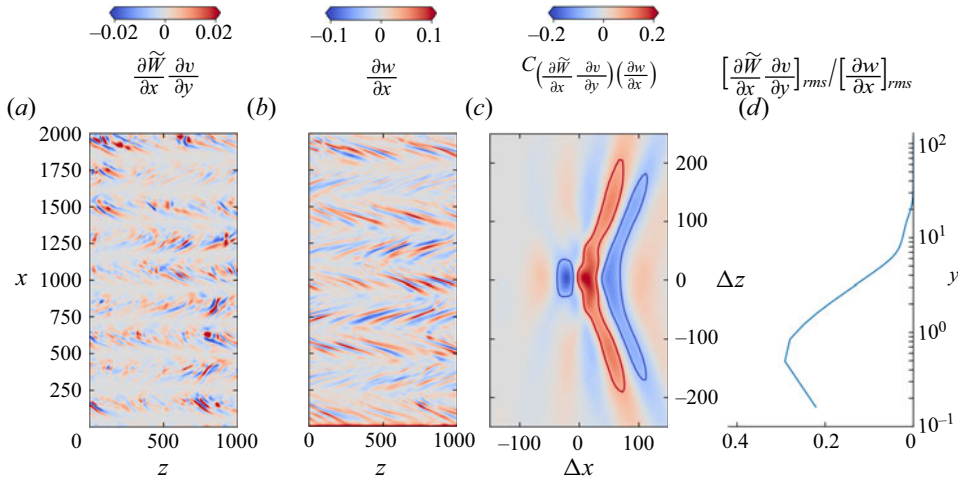 −0.02 0 0.02 −0.1 0 0.1 −0.2 0 0.2
∂W̃/∂x ∂v/∂y ∂w/∂x C(∂W̃/∂x ∂v/∂y)(∂w/∂x) [∂W̃/∂x ∂v/∂y]rms/[∂w/∂x]rms
(a) (b) (c) (d)
2000
1750
1500
1250
1000
750
500
250
x
0 500 1000
z
0 500 1000
z
200
100
0
−100
−200
Δz
−100 0 100
Δx
10²
10¹
10⁰
10⁻¹
y
0.4 0.2 0